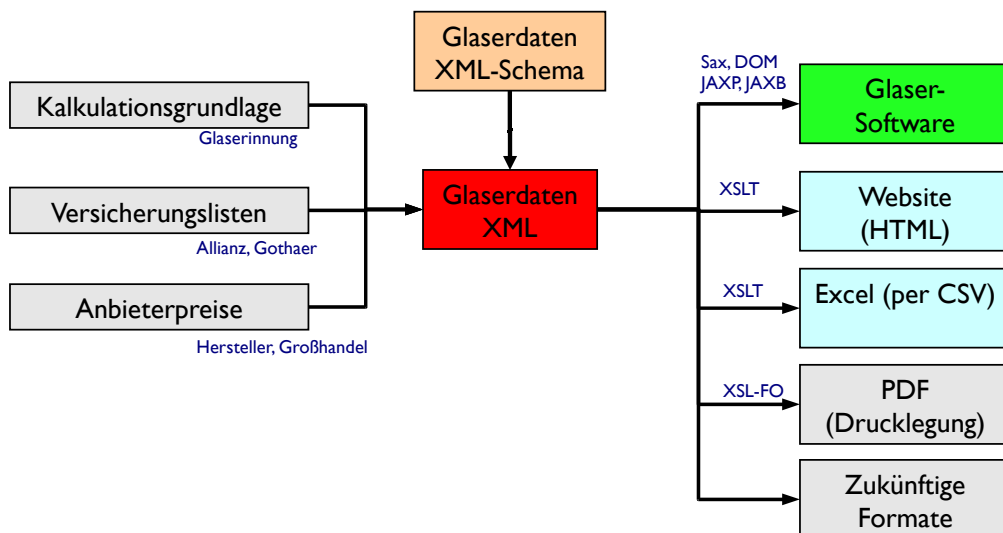 Glaserdaten
XML-Schema
Kalkulationsgrundlage
Glaserinnung
Versicherungslisten
Allianz, Gothaer
Anbieterpreise
Hersteller, Großhandel
Glaserdaten
XML
Sax, DOM
JAXP, JAXB
Glaser-
Software
XSLT
Website
(HTML)
XSLT
Excel (per CSV)
XSL-FO
PDF
(Drucklegung)
Zukünftige
Formate